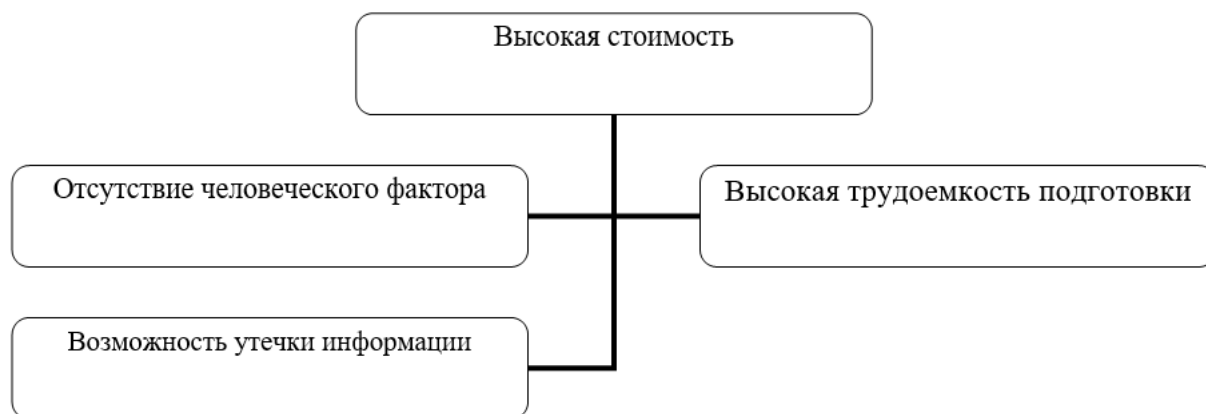 Высокая стоимость
Отсутствие человеческого фактора
Высокая трудоемкость подготовки
Возможность утечки информации